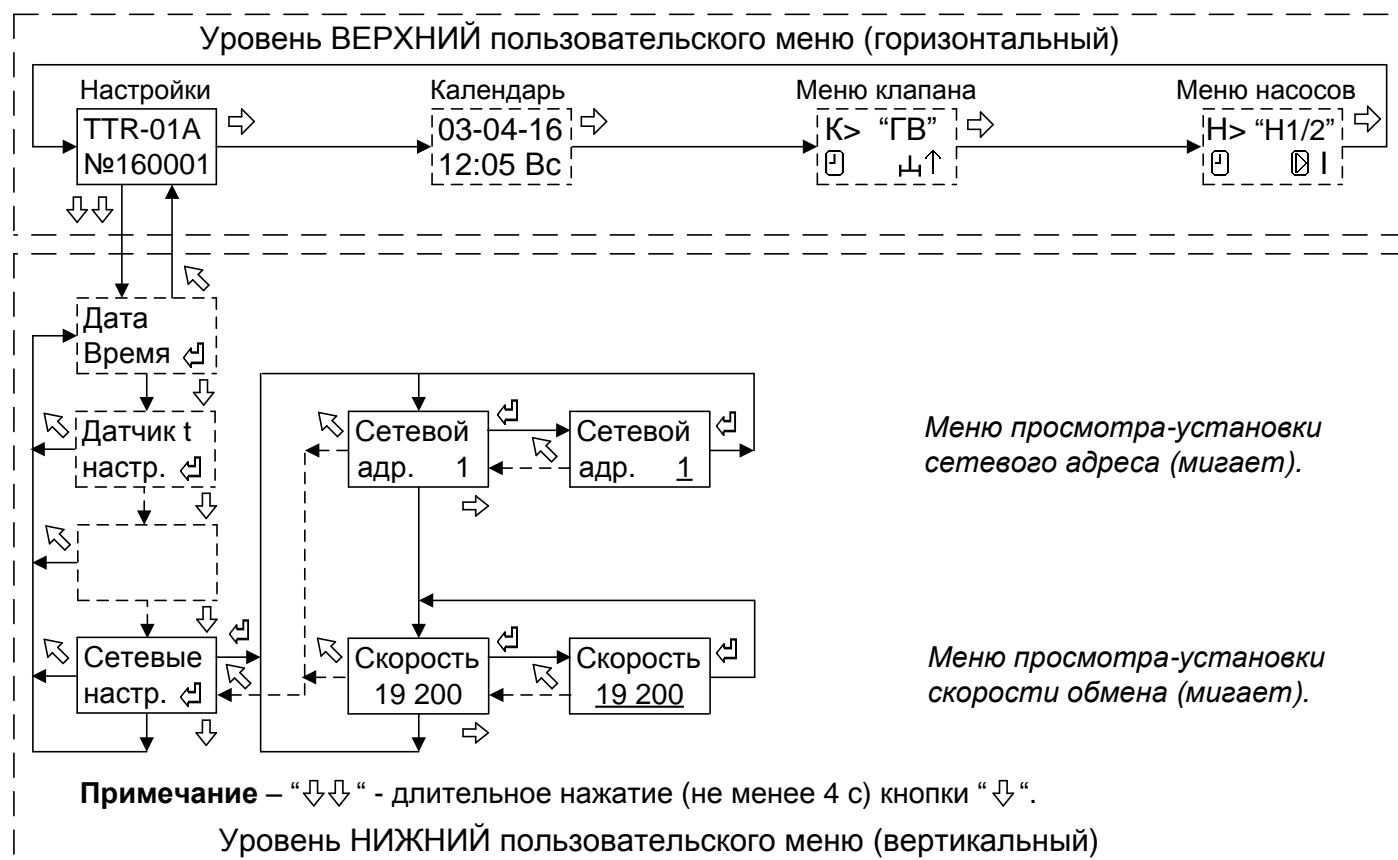 Уровень ВЕРХНИЙ пользовательского меню (горизонтальный)
Настройки
TTR-01A
№160001
Календарь
03-04-16
12:05 Вс
Меню клапана
К> “ГВ”
Меню насосов
Н> “Н1/2”
I
Дата
Время
Датчик t
настр.
Сетевые
настр.
Сетевой
адр. 1
Сетевой
адр. 1
Меню просмотра-установки
сетевого адреса (мигает).
Скорость
19 200
Скорость
19 200
Меню просмотра-установки
скорости обмена (мигает).
Примечание – “⇩⇩“ - длительное нажатие (не менее 4 с) кнопки “⇩“.
Уровень НИЖНИЙ пользовательского меню (вертикальный)